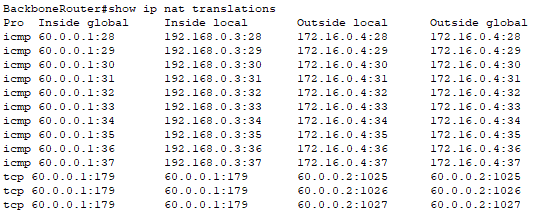 BackboneRouter#show ip nat translations
Pro  Inside global     Inside local       Outside local      Outside global
icmp 60.0.0.1:28       192.168.0.3:28     172.16.0.4:28      172.16.0.4:28
icmp 60.0.0.1:29       192.168.0.3:29     172.16.0.4:29      172.16.0.4:29
icmp 60.0.0.1:30       192.168.0.3:30     172.16.0.4:30      172.16.0.4:30
icmp 60.0.0.1:31       192.168.0.3:31     172.16.0.4:31      172.16.0.4:31
icmp 60.0.0.1:32       192.168.0.3:32     172.16.0.4:32      172.16.0.4:32
icmp 60.0.0.1:33       192.168.0.3:33     172.16.0.4:33      172.16.0.4:33
icmp 60.0.0.1:34       192.168.0.3:34     172.16.0.4:34      172.16.0.4:34
icmp 60.0.0.1:35       192.168.0.3:35     172.16.0.4:35      172.16.0.4:35
icmp 60.0.0.1:36       192.168.0.3:36     172.16.0.4:36      172.16.0.4:36
icmp 60.0.0.1:37       192.168.0.3:37     172.16.0.4:37      172.16.0.4:37
tcp 60.0.0.1:179       60.0.0.1:179       60.0.0.2:1025      60.0.0.2:1025
tcp 60.0.0.1:179       60.0.0.1:179       60.0.0.2:1026      60.0.0.2:1026
tcp 60.0.0.1:179       60.0.0.1:179       60.0.0.2:1027      60.0.0.2:1027